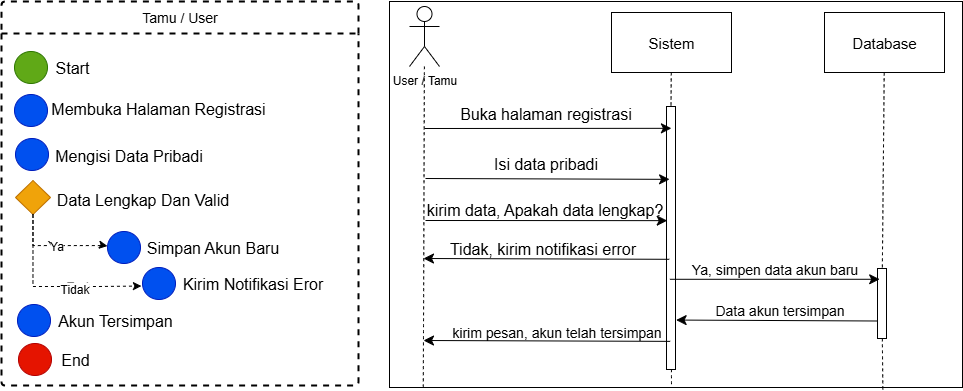 Tamu / User
Start
Membuka Halaman Registrasi
Mengisi Data Pribadi
Data Lengkap Dan Valid
Ya
Simpan Akun Baru
Tidak
Kirim Notifikasi Eror
Akun Tersimpan
End
User / Tamu
Sistem
Database
Buka halaman registrasi
Isi data pribadi
kirim data, Apakah data lengkap?
Tidak, kirim notifikasi error
Ya, simpen data akun baru
Data akun tersimpan
kirim pesan, akun telah tersimpan